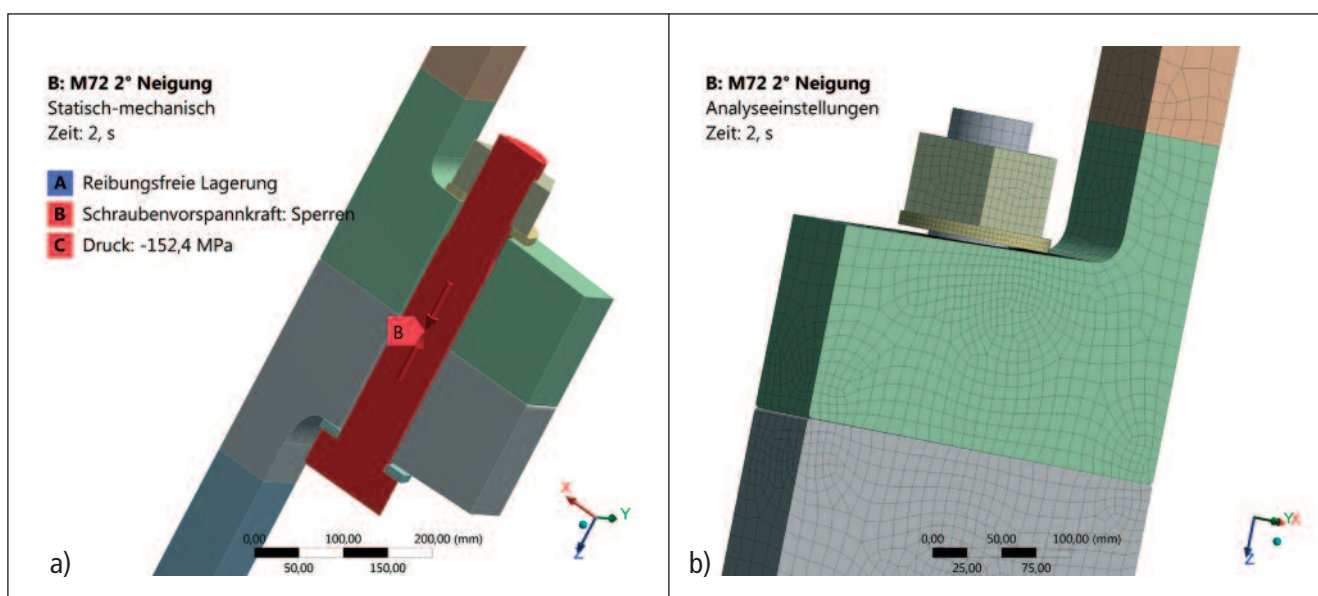 B: M72 2° Neigung
Statisch-mechanisch
Zeit: 2, s
A Reibungsfreie Lagerung
B Schraubenvorspannkraft: Sperren
C Druck: -152,4 MPa
B
0,00 100,00 200,00 (mm)
50,00 150,00
X
Y
Z
a)
B: M72 2° Neigung
Analyseeinstellungen
Zeit: 2, s
0,00 50,00 100,00 (mm)
25,00 75,00
Y
X
Z
b)